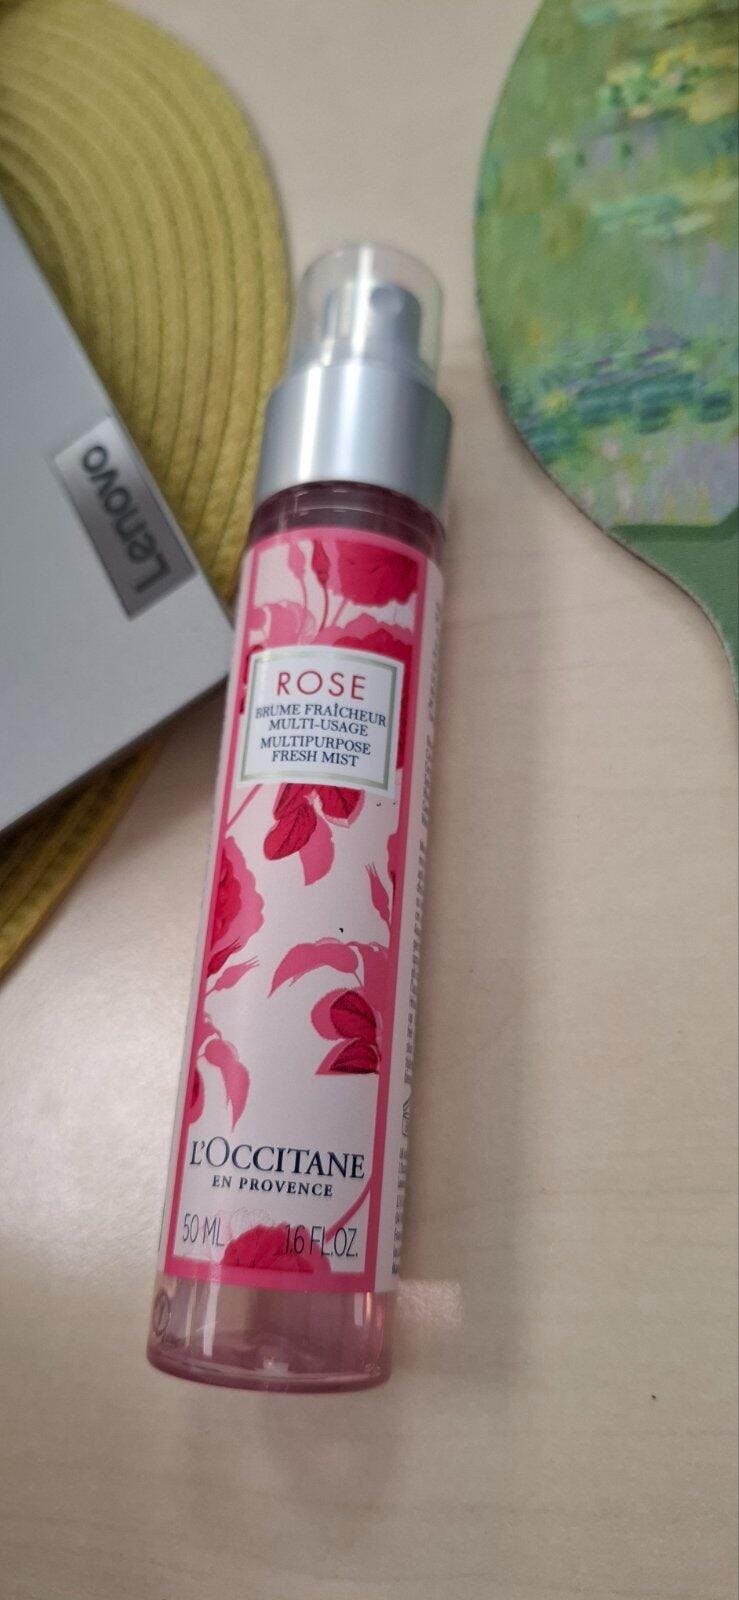 Lenovo
ROSE
BRUME FRAÎCHEUR
MULTI-USAGE
MULTIPURPOSE
FRESH MIST
L'OCCITANE
EN PROVENCE
50 ML 1.6 FL.OZ.